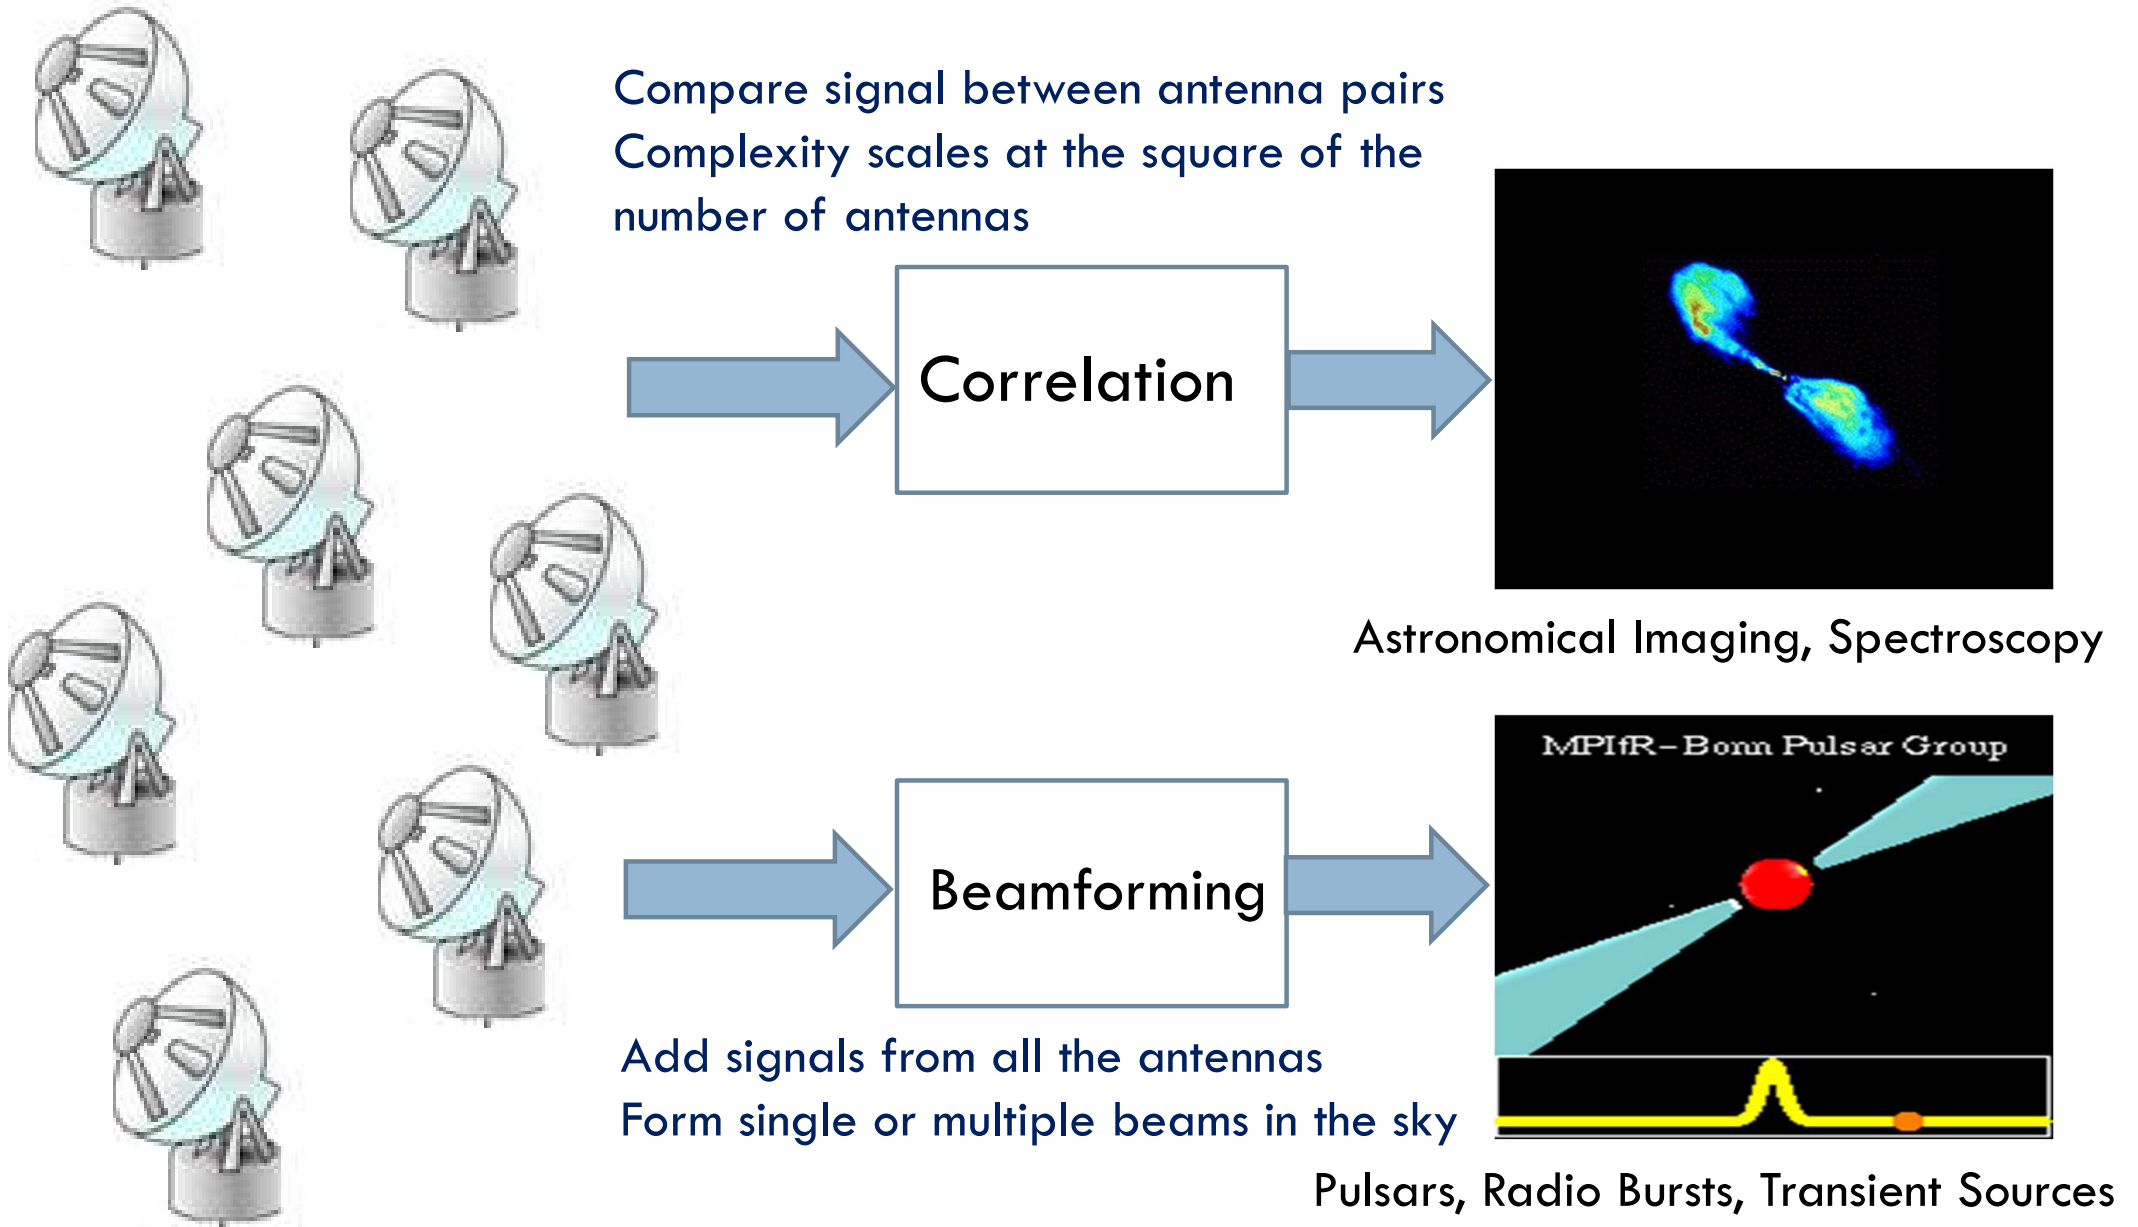 Compare signal between antenna pairs
Complexity scales at the square of the
number of antennas
Correlation
Astronomical Imaging, Spectroscopy
MPIfR-Bonn Pulsar Group
Beamforming
Add signals from all the antennas
Form single or multiple beams in the sky
Pulsars, Radio Bursts, Transient Sources